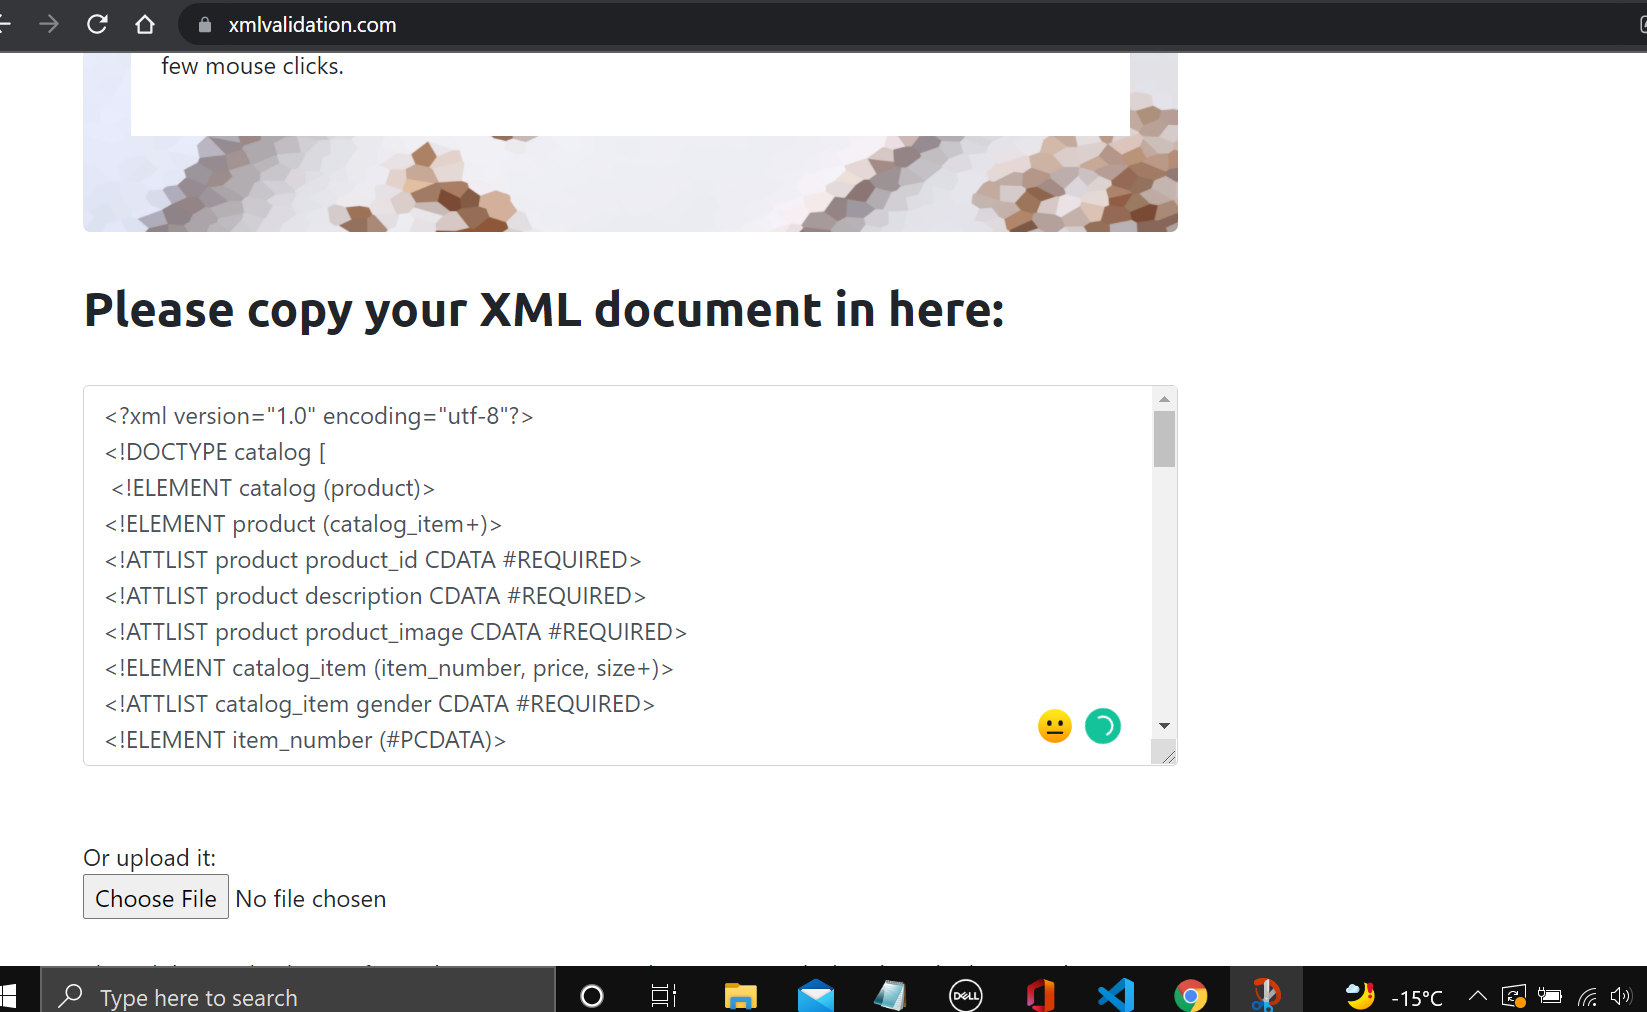 xmlvalidation.com
few mouse clicks.
Please copy your XML document in here:
<?xml version="1.0" encoding="utf-8"?>
<!DOCTYPE catalog [
<!ELEMENT catalog (product)>
<!ELEMENT product (catalog_item+)>
<!ATTLIST product product_id CDATA #REQUIRED>
<!ATTLIST product description CDATA #REQUIRED>
<!ATTLIST product product_image CDATA #REQUIRED>
<!ELEMENT catalog_item (item_number, price, size+)>
<!ATTLIST catalog_item gender CDATA #REQUIRED>
<!ELEMENT item_number (#PCDATA)>
Or upload it:
Choose File No file chosen
Type here to search
DELL
-15°C